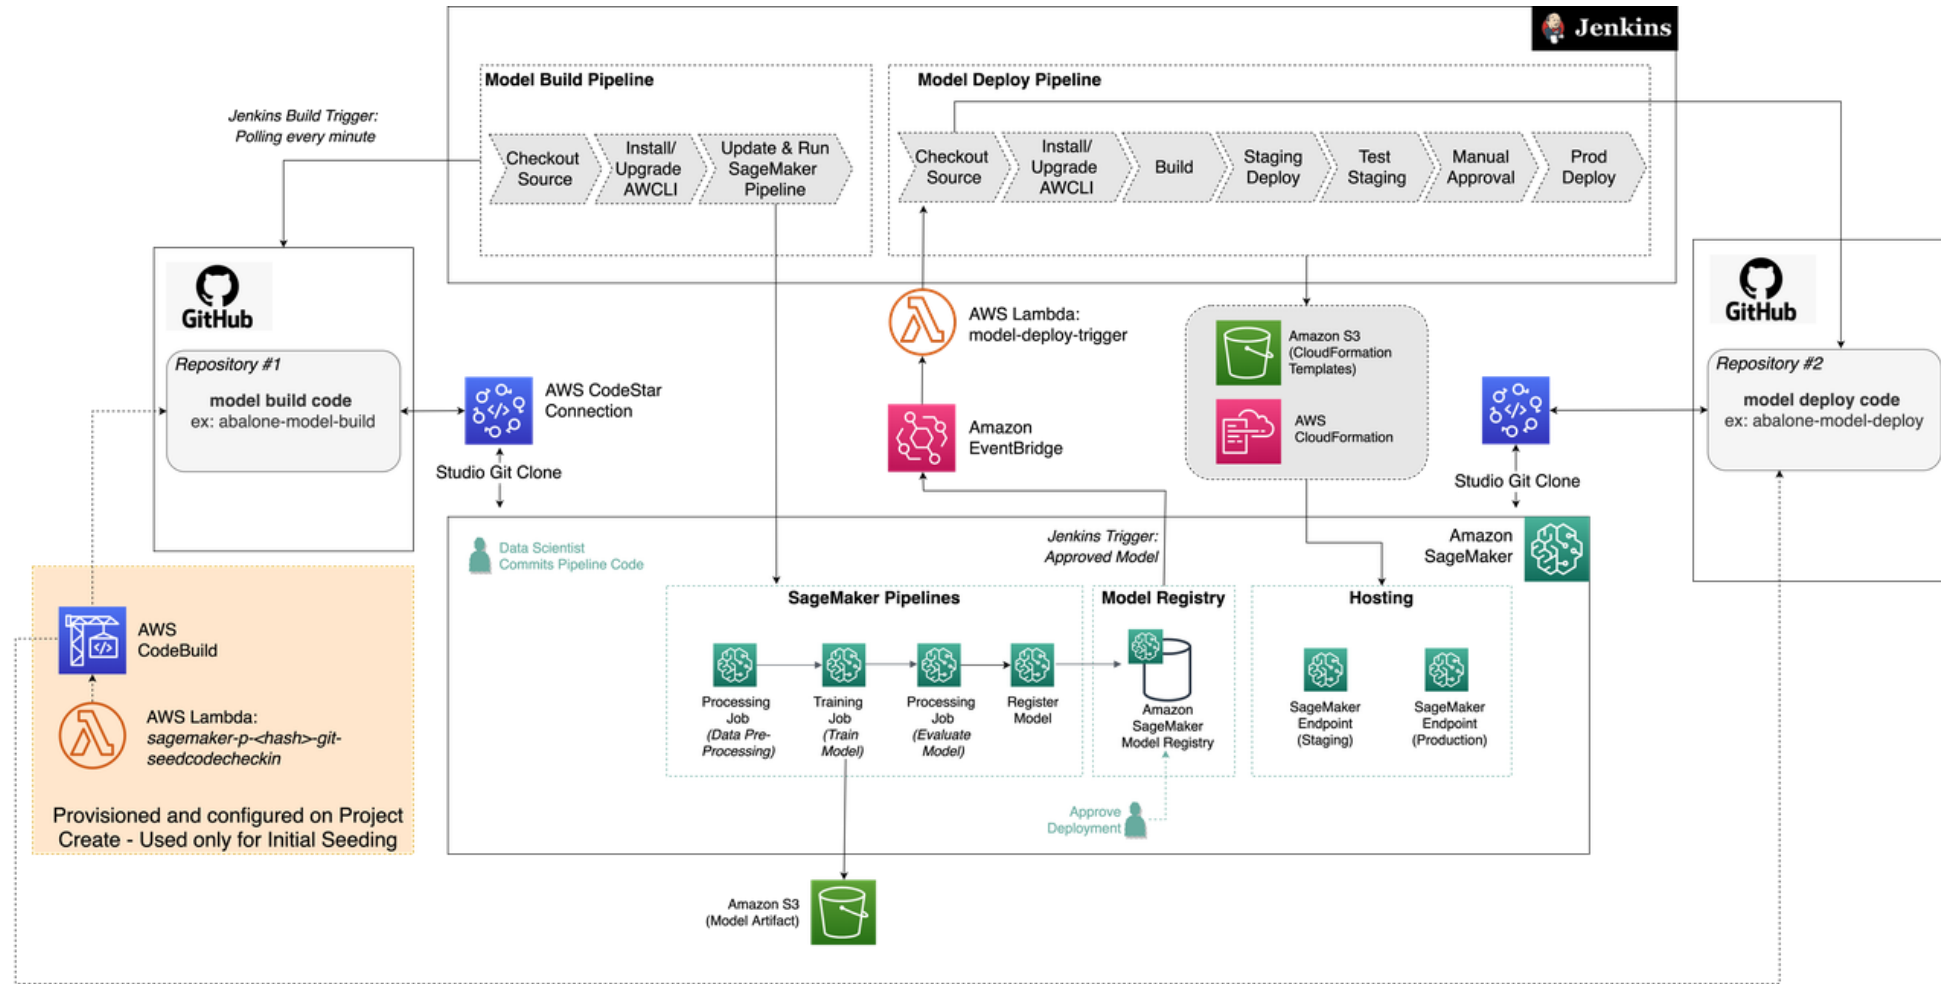 Jenkins
Model Build Pipeline
Model Deploy Pipeline
Jenkins Build Trigger:
Polling every minute
Checkout
Source
Install/
Upgrade
AWCLI
Update & Run
SageMaker
Pipeline
Checkout
Source
Install/
Upgrade
AWCLI
Build
Staging
Deploy
Test
Staging
Manual
Approval
Prod
Deploy
GitHub
Repository #1
model build code
ex: abalone-model-build
AWS CodeStar
Connection
Studio Git Clone
AWS Lambda:
model-deploy-trigger
Amazon
EventBridge
Amazon S3
(CloudFormation
Templates)
AWS
CloudFormation
GitHub
Repository #2
model deploy code
ex: abalone-model-deploy
Studio Git Clone
Data Scientist
Commits Pipeline Code
Jenkins Trigger:
Approved Model
Amazon
SageMaker
SageMaker Pipelines
Model Registry
Hosting
Processing
Job
(Data Pre-
Processing)
Training
Job
(Train
Model)
Processing
Job
(Evaluate
Model)
Register
Model
Amazon
SageMaker
Model Registry
SageMaker
Endpoint
(Staging)
SageMaker
Endpoint
(Production)
Approve
Deployment
AWS
CodeBuild
AWS Lambda:
sagemaker-p-<hash>-git-
seedcodecheckin
Provisioned and configured on Project
Create - Used only for Initial Seeding
Amazon S3
(Model Artifact)